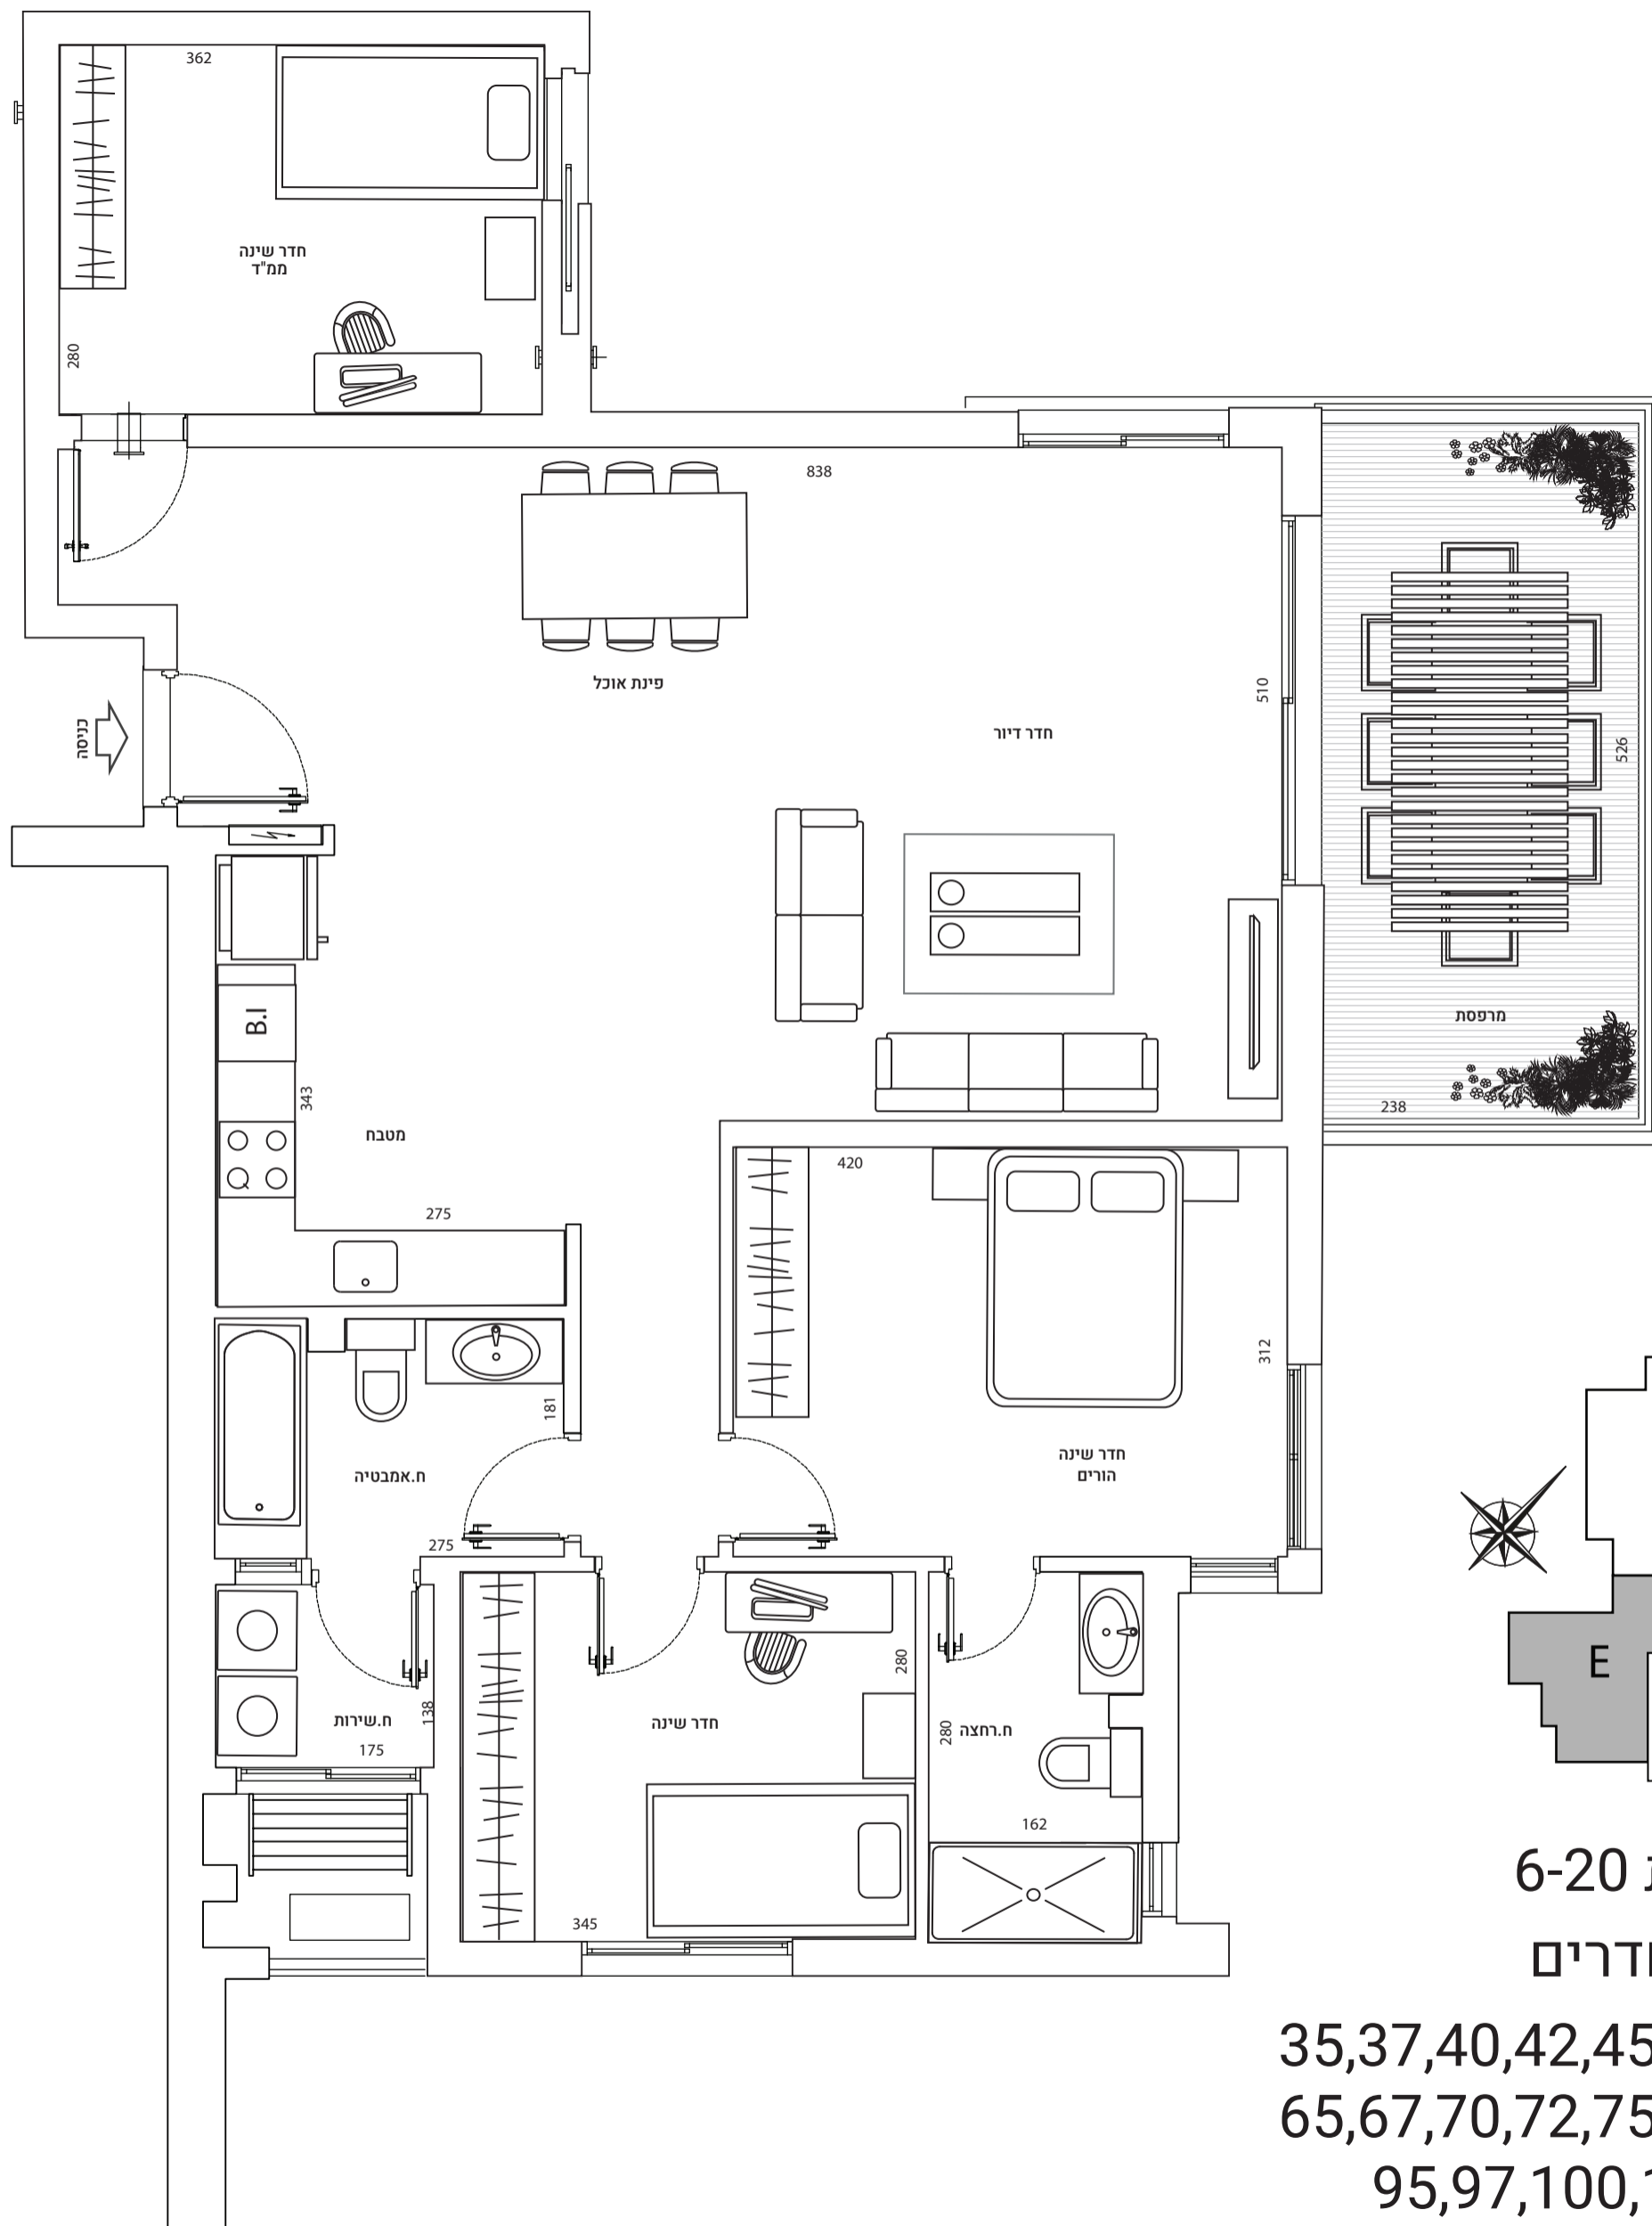 362
חדר שינה
ממ"ד
280
838
פינת אוכל
510
חדר דיור
כניסה
526
B.I
343
מטבח
275
מרפסת
238
420
312
181
חדר שינה
הורים
ח.אמבטיה
275
280
138
ח.שירות
175
חדר שינה
280
ח.רחצה
162
345
E
6-20
35,37,40,42,45
65,67,70,72,75
95,97,100,